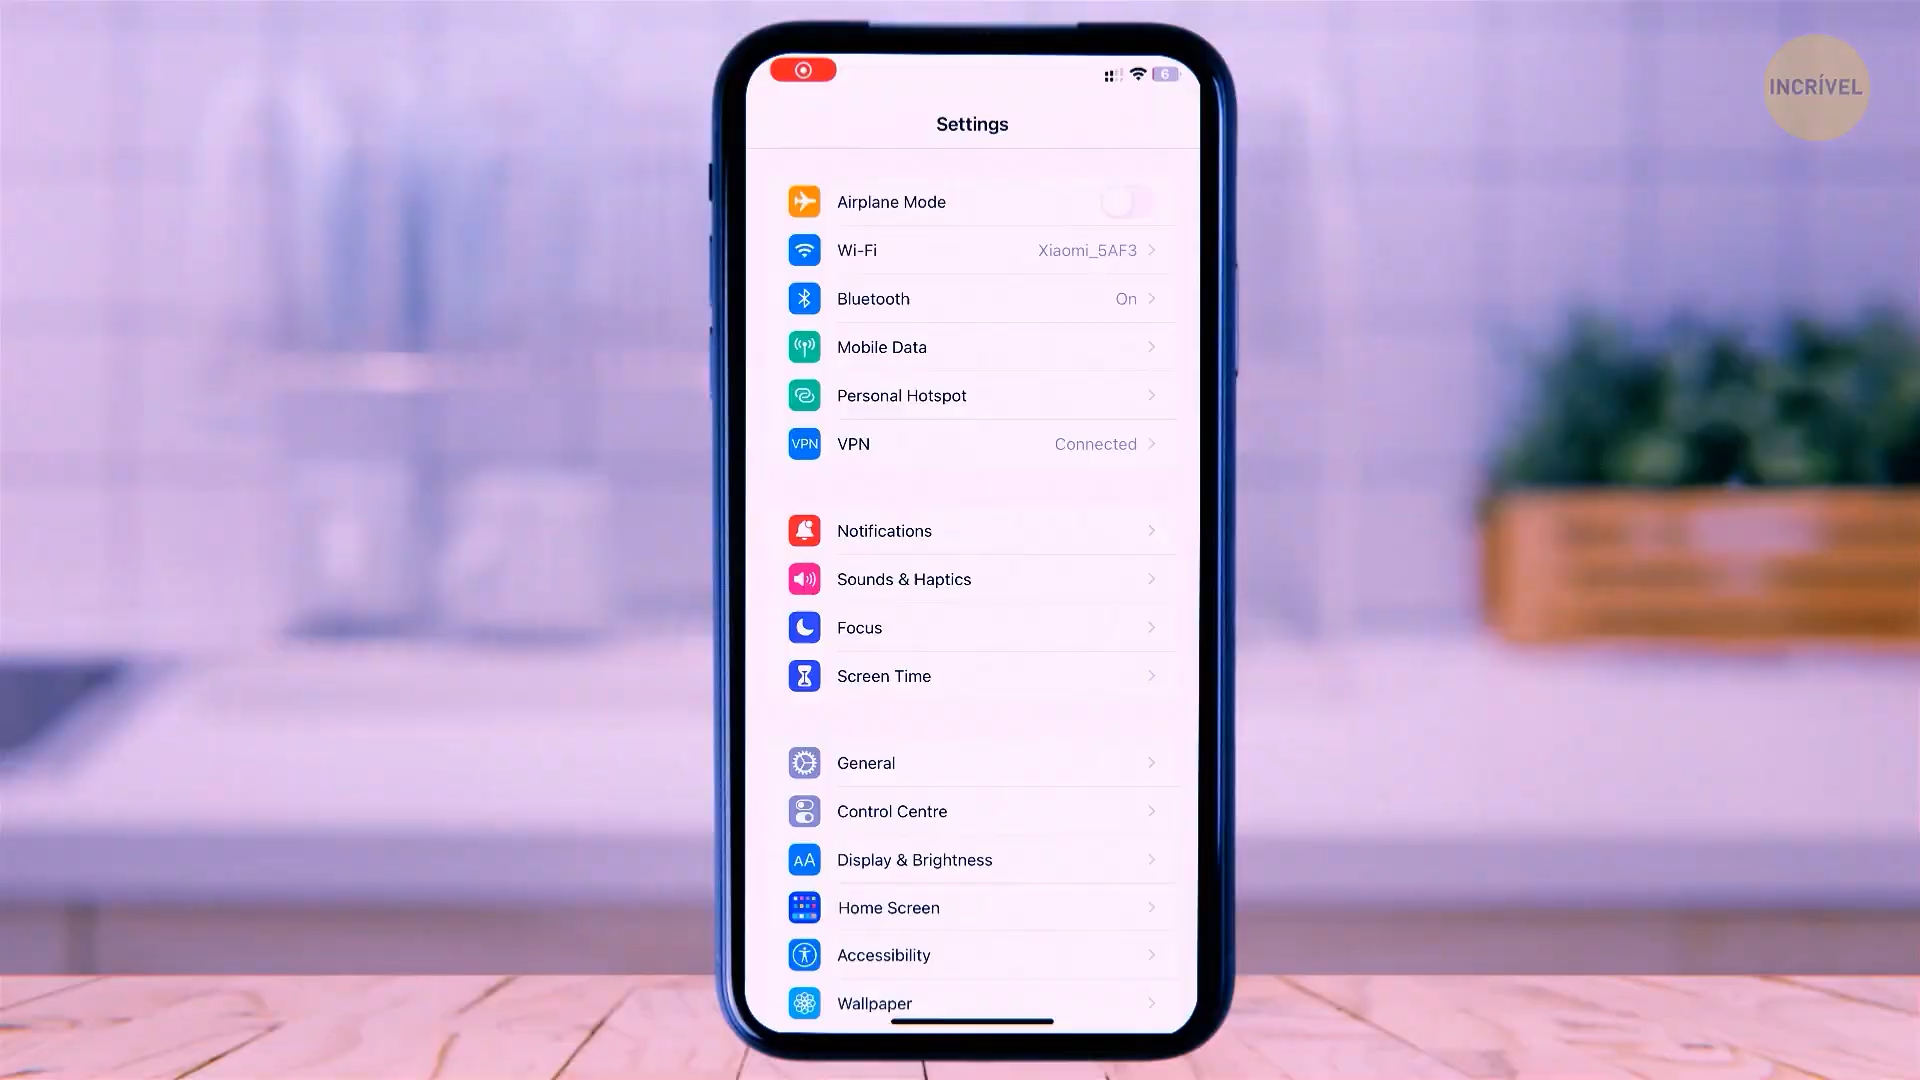 INCRÍVEL
6
Settings
Airplane Mode
Wi-Fi Xiaomi_5AF3
Bluetooth On
Mobile Data
Personal Hotspot
VPN VPN Connected
Notifications
Sounds & Haptics
Focus
Screen Time
General
Control Centre
AA Display & Brightness
Home Screen
Accessibility
Wallpaper